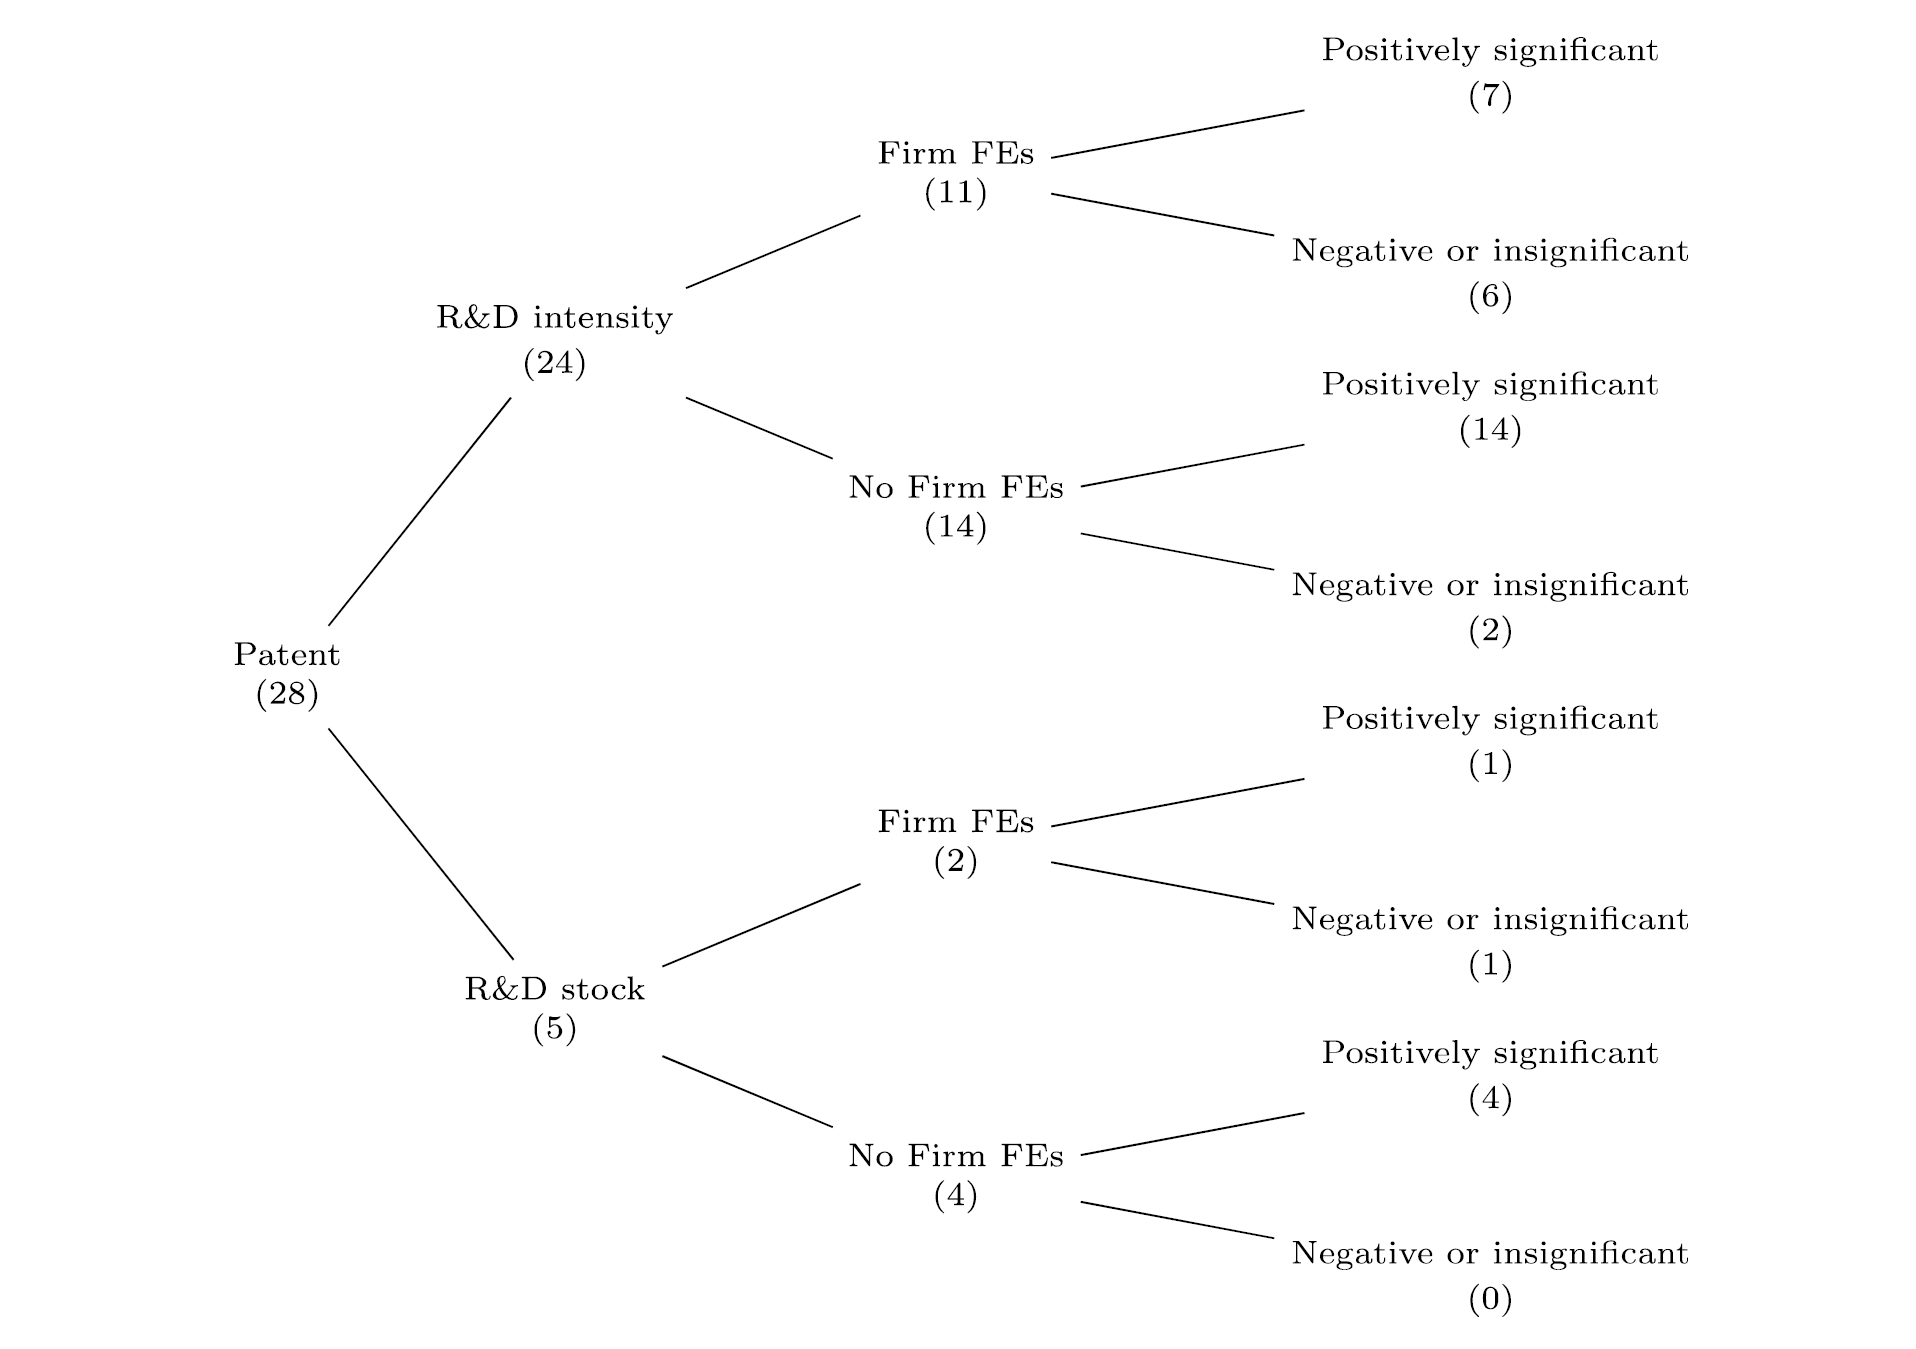 Positively significant
(7)
Firm FEs
(11)
Negative or insignificant
(6)
R&D intensity
(24)
Positively significant
(14)
No Firm FEs
(14)
Negative or insignificant
(2)
Patent
(28)
Positively significant
(1)
Firm FEs
(2)
Negative or insignificant
(1)
R&D stock
(5)
Positively significant
(4)
No Firm FEs
(4)
Negative or insignificant
(0)